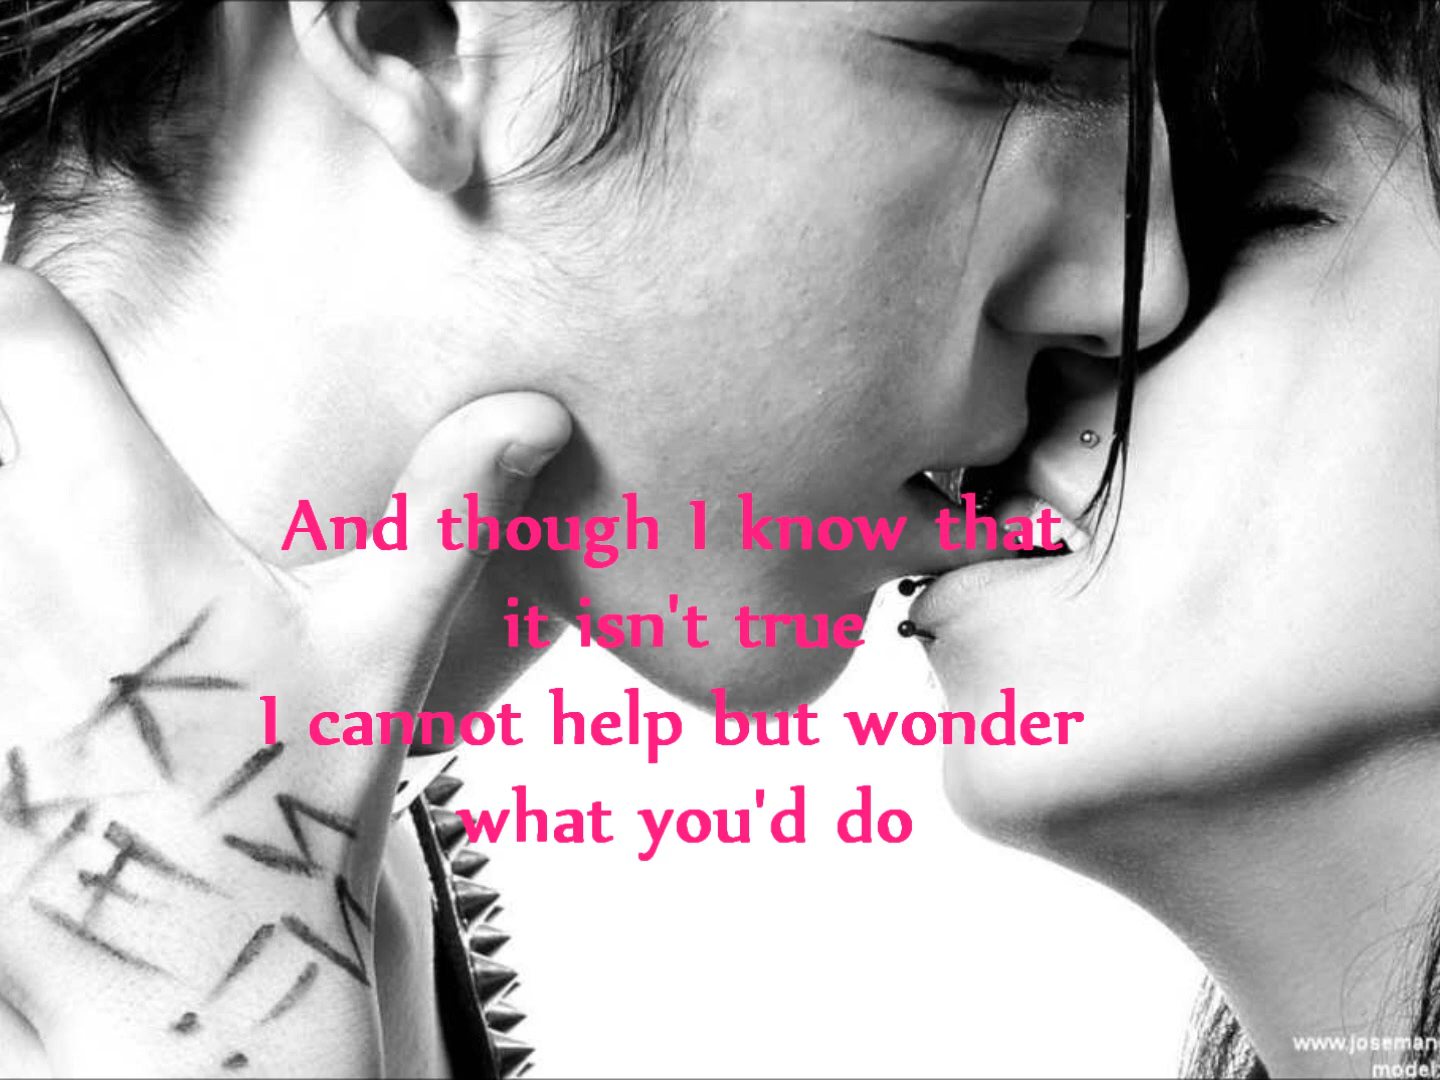 And though I know that
it isn't true
I cannot help but wonder
what you'd do
www.joseman
model